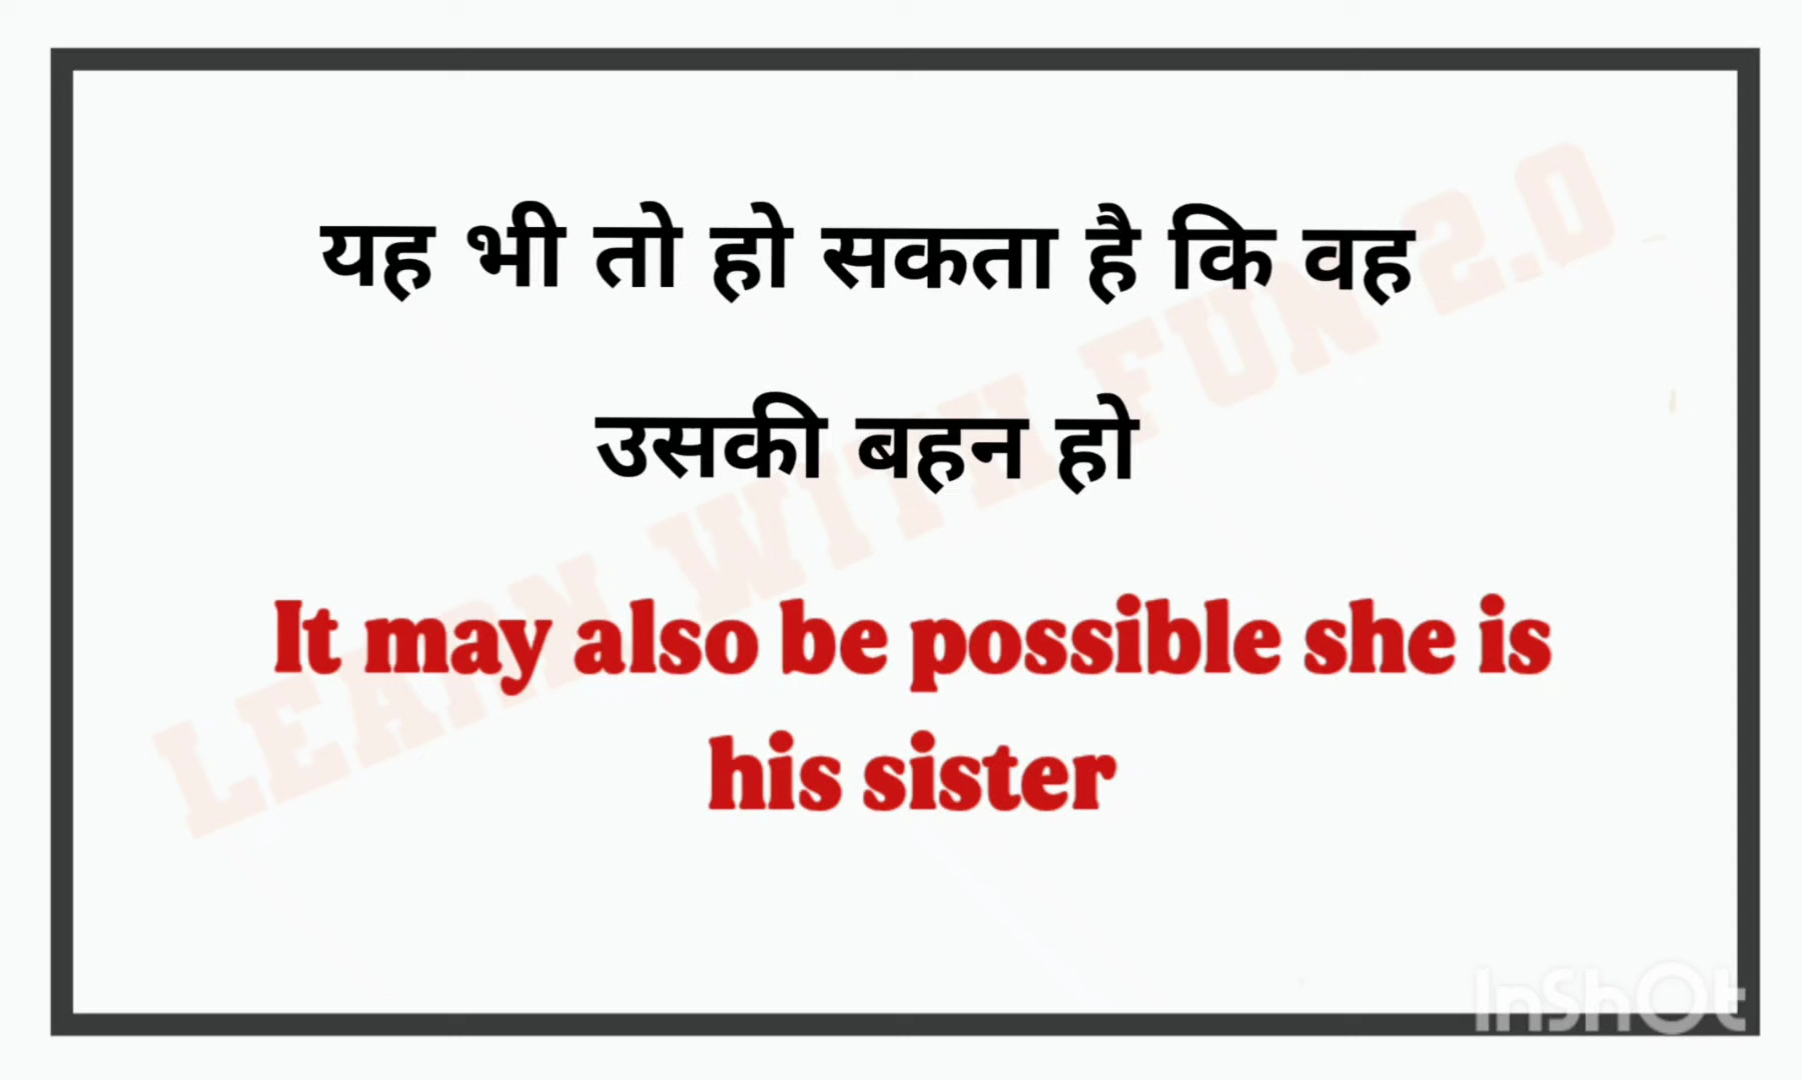 यह भी तो हो सकता है कि वह
उसकी बहन हो
It may also be possible she is
his sister
LEARN WITH FUN 2.0
InShOt